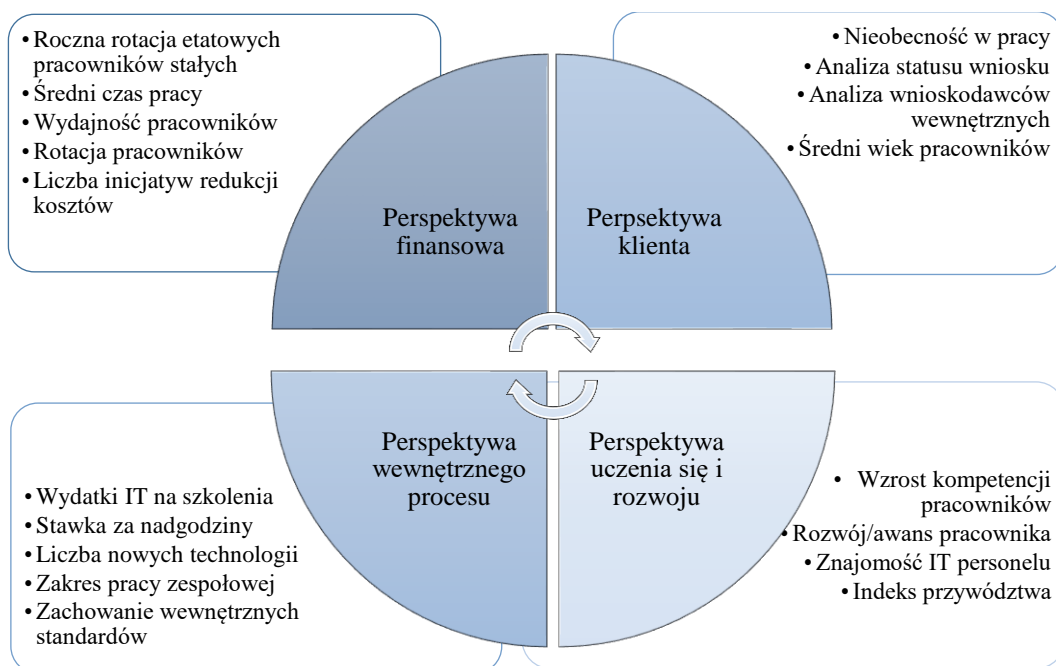 • Roczna rotacja etatowych
pracowników stałych
• Średni czas pracy
• Wydajność pracowników
• Rotacja pracowników
• Liczba inicjatyw redukcji
kosztów
• Nieobecność w pracy
• Analiza statusu wniosku
• Analiza wnioskodawców
wewnętrznych
• Średni wiek pracowników
Perspektywa
finansowa
Perpsektywa
klienta
Perspektywa
wewnętrznego
procesu
Perspektywa
uczenia się i
rozwoju
• Wydatki IT na szkolenia
• Stawka za nadgodziny
• Liczba nowych technologii
• Zakres pracy zespołowej
• Zachowanie wewnętrznych
standardów
• Wzrost kompetencji
pracowników
• Rozwój/awans pracownika
• Znajomość IT personelu
• Indeks przywództwa